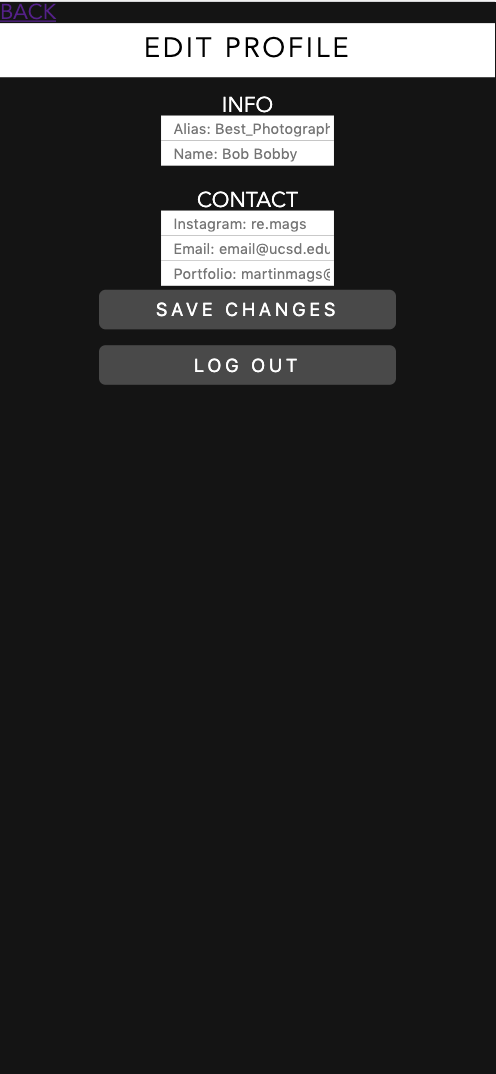 BACK
EDIT PROFILE
INFO
Alias: Best_Photograph
Name: Bob Bobby
CONTACT
Instagram: re.mags
Email: email@ucsd.edu
Portfolio: martinmags@
SAVE CHANGES
LOG OUT